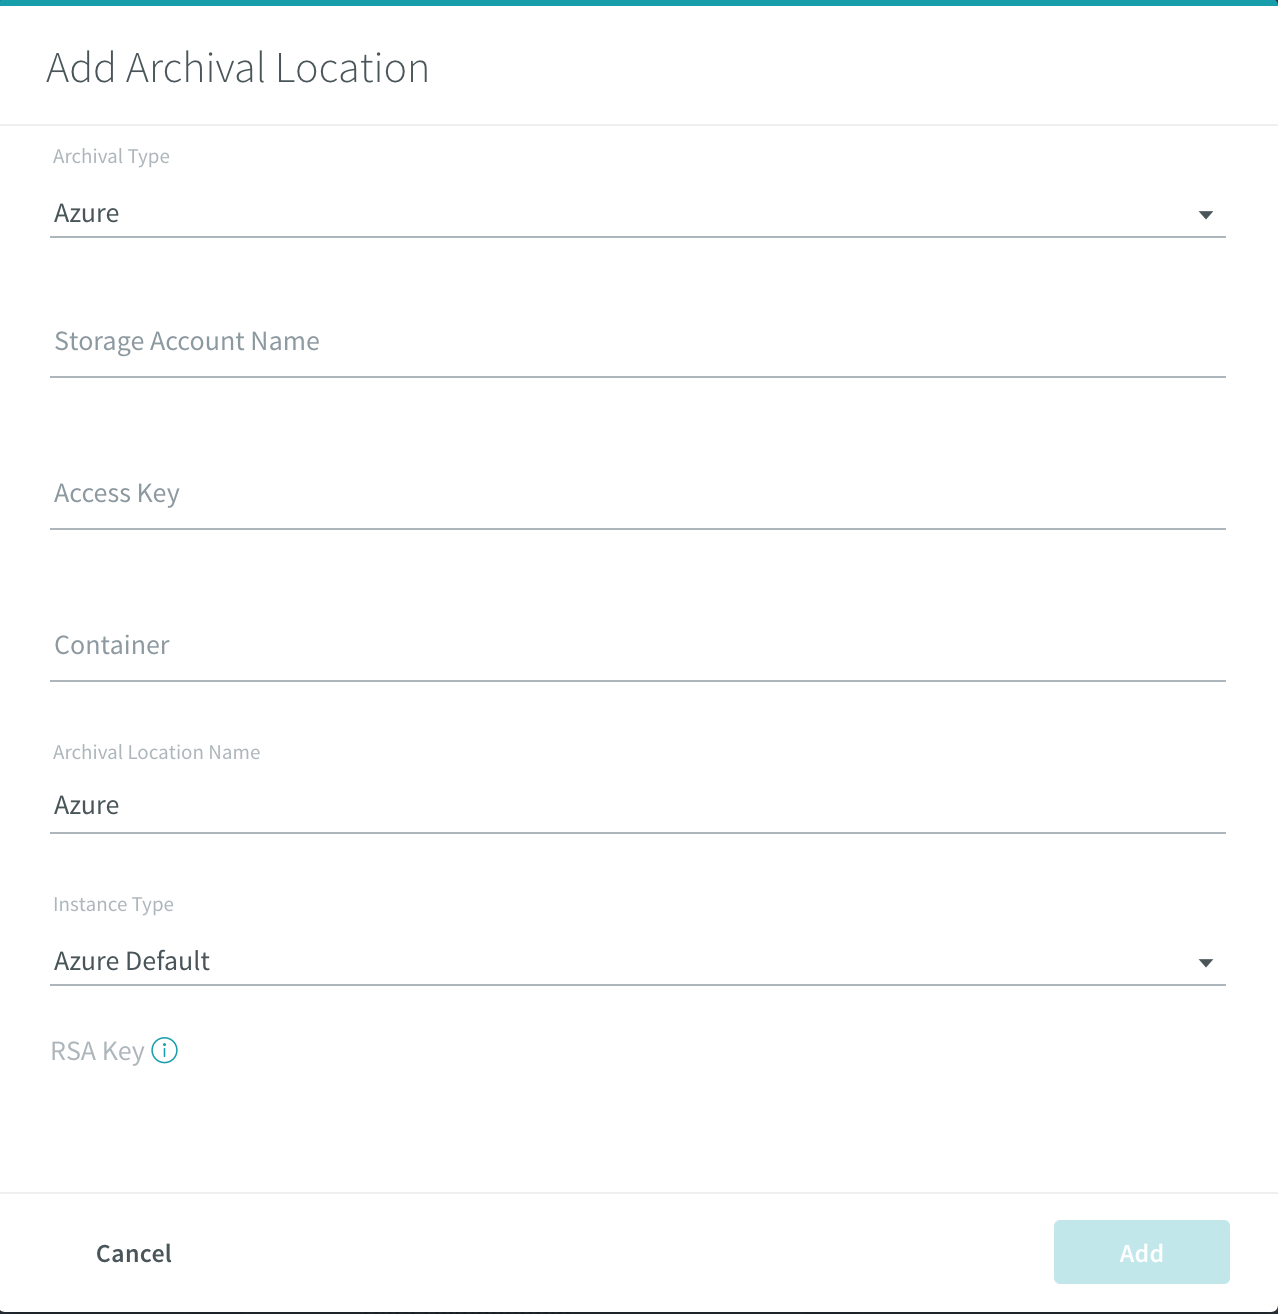 Add Archival Location
Archival Type
Azure
Storage Account Name
Access Key
Container
Archival Location Name
Azure
Instance Type
Azure Default
RSA Key
Cancel
Add